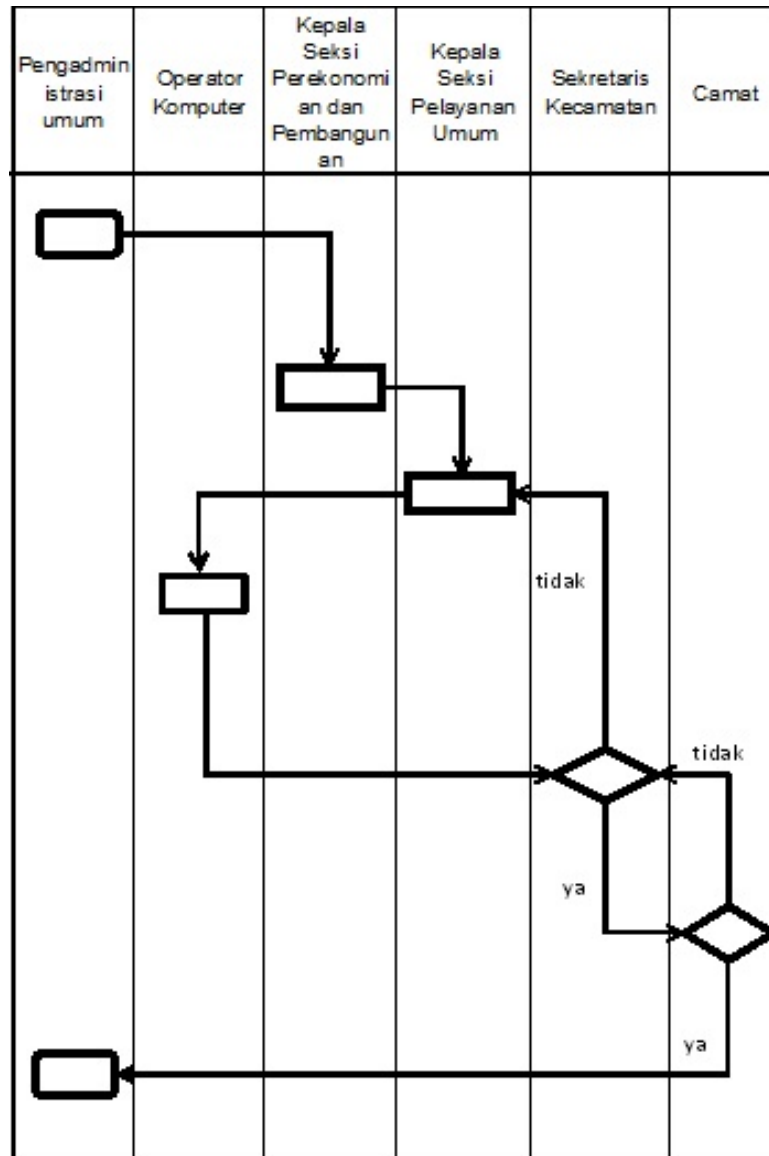 Pengadmin
istrasi
umum
Operator
Komputer
Kepala
Seksi
Perekonomi
an dan
Pembangun
an
Kepala
Seksi
Pelayanan
Umum
Sekretaris
Kecamatan
Camat
tidak
tidak
ya
ya